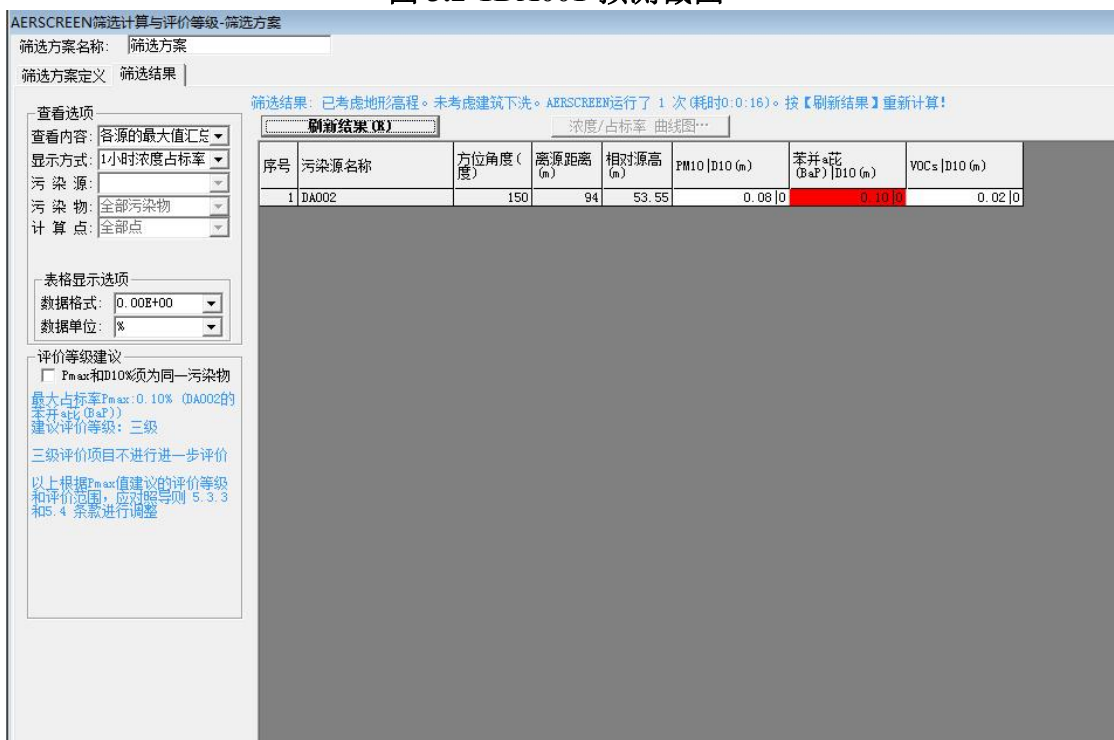 AERSCREEN筛选计算与评价等级-筛选方案
筛选方案名称: 筛选方案
筛选方案定义 筛选结果
查看选项
查看内容: 各源的最大值汇总
显示方式: 1小时浓度占标率
污 染 源:
污 染 物: 全部污染物
计 算 点: 全部点
表格显示选项
数据格式: 0.00E+00
数据单位: %
评价等级建议
Pmax和D10%须为同一污染物
最大占标率Pmax:0.10% (DA002的
苯并a芘(BaP))
建议评价等级: 三级
三级评价项目不进行进一步评价
以上根据Pmax值建议的评价等级
和评价范围,应对照导则 5.3.3
和5.4 条款进行调整
筛选结果: 已考虑地形高程。未考虑建筑下洗。AERSCREEN运行了 1 次(耗时0:0:16)。按【刷新结果】重新计算!
刷新结果(R) 浓度/占标率 曲线图…
序号 污染源名称 方位角度(度) 离源距离(m) 相对源高(m) PM10|D10(m) 苯并a芘(BaP)|D10(m) VOCs|D10(m)
1 DA002 150 94 53.55 0.08|0 0.10|0 0.02|0